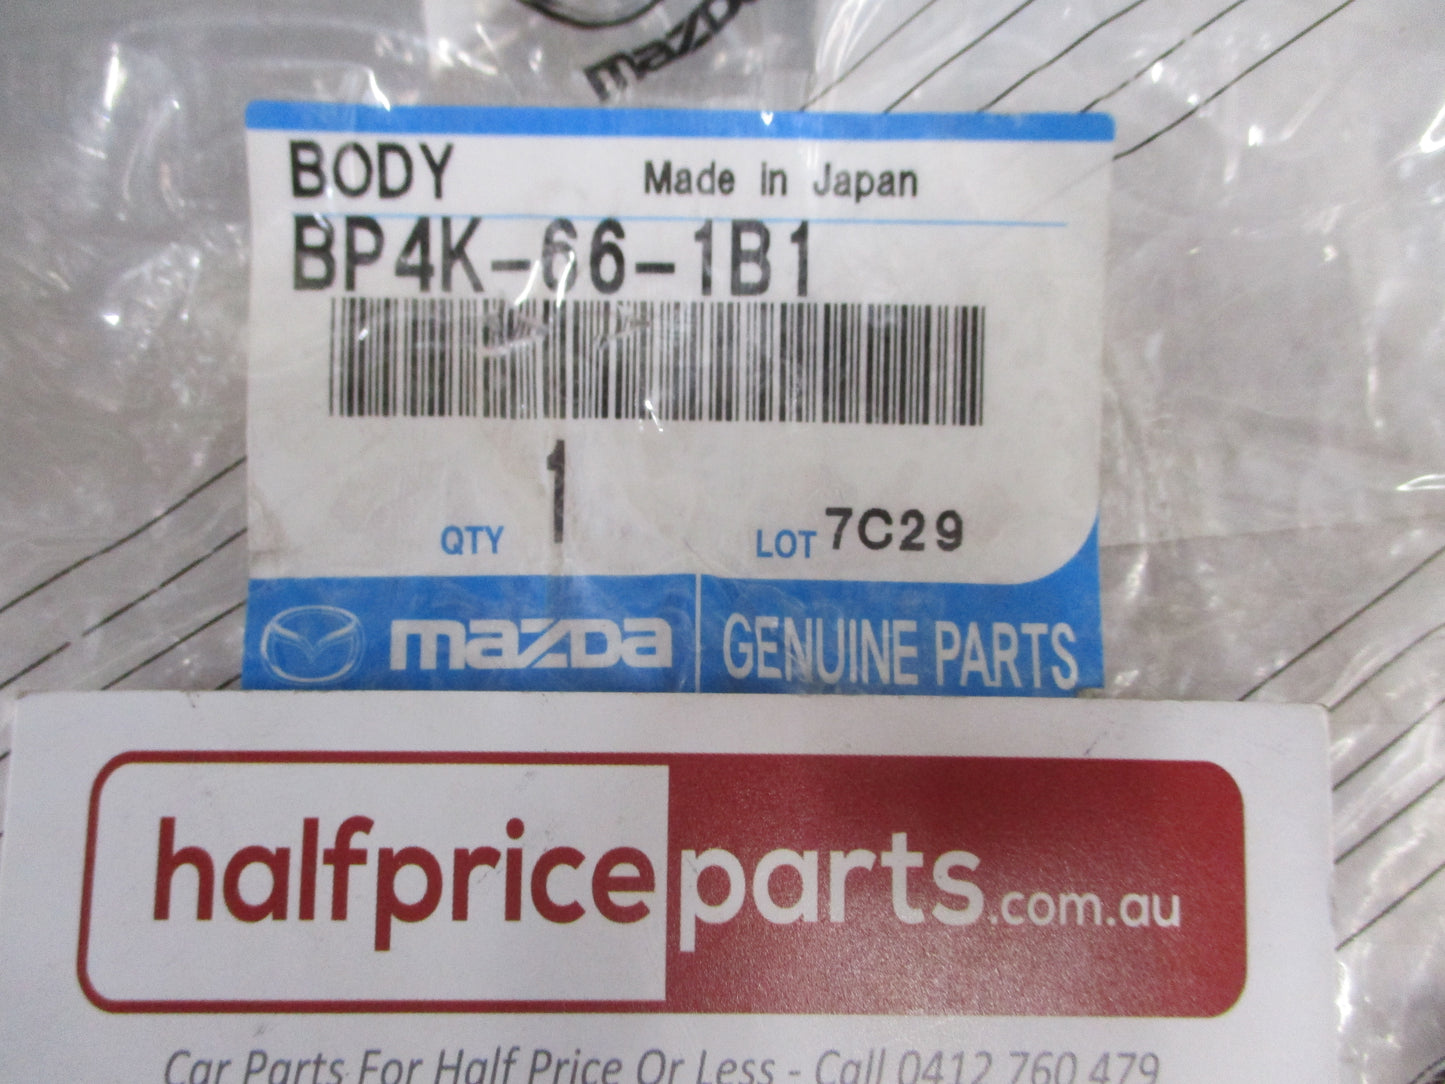 mazda
BODY Made in Japan
BP4K-66-1B1
1
QTY LOT 7C29
mazda GENUINE PARTS
halfpriceparts.com.au
Car Parts For Half Price Or Less - Call 0412 760 479